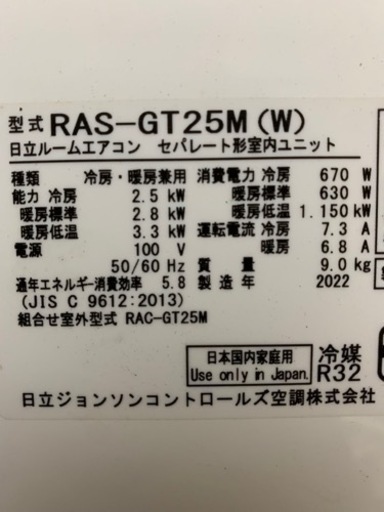 型式 RAS-GT25M(W)
日立ルームエアコン セパレート形室内ユニット
種類 冷房・暖房兼用 消費電力 冷房 670 W
能力 冷房 2.5 kW 暖房標準 630 W
暖房標準 2.8 kW 暖房低温 1.150kW
暖房低温 3.3 kW 運転電流 冷房 7.3 A
電源 100 V 暖房 6.8 A
50/60 Hz 質量 9.0kg
通年エネルギー消費効率 5.8 製造年 2022
(JIS C 9612:2013)
組合せ室外型式 RAC-GT25M
日本国内家庭用 冷媒
Use only in Japan. R32
日立ジョンソンコントロールズ空調株式会社